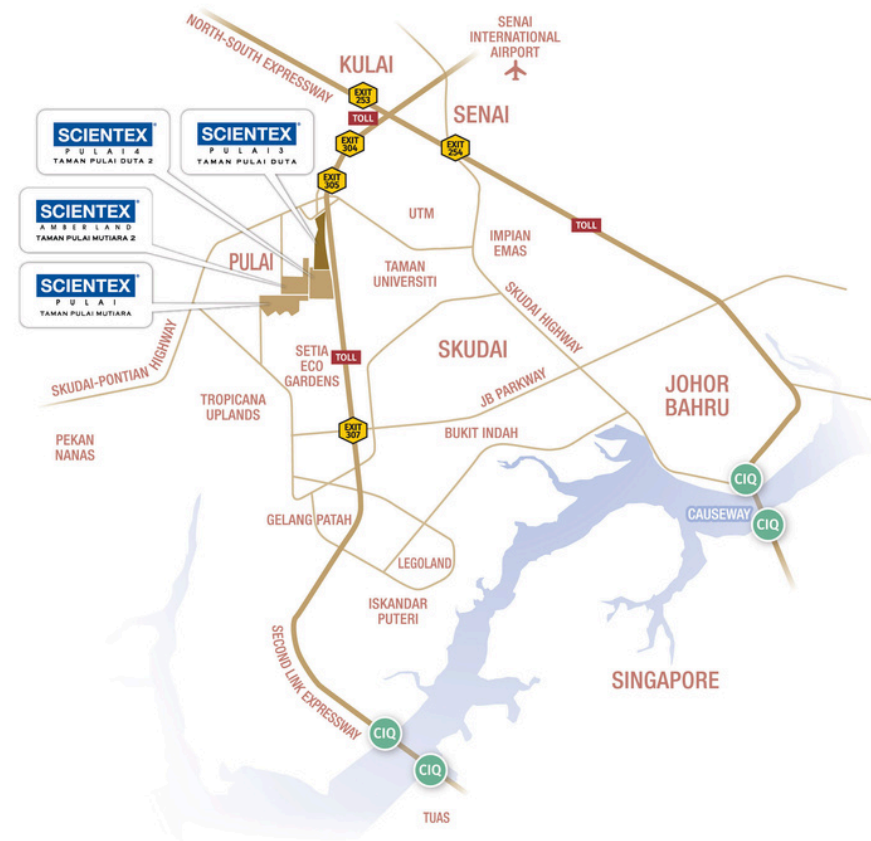 NORTH-SOUTH EXPRESSWAY
SENAI
INTERNATIONAL
AIRPORT
KULAI
EXIT
253
TOLL
SENAI
EXIT
304
EXIT
254
EXIT
305
SCIENTEX
PULAI 4
TAMAN PULAI DUTA 2
SCIENTEX
PULAI 3
TAMAN PULAI DUTA
SCIENTEX
AMBERLAND
TAMAN PULAI MUTIARA 2
SCIENTEX
PULAI
TAMAN PULAI MUTIARA
UTM
TOLL
IMPIAN
EMAS
PULAI
TAMAN
UNIVERSITI
SKUDAI HIGHWAY
SKUDAI-PONTIAN HIGHWAY
SETIA
ECO
GARDENS
TOLL
SKUDAI
JB PARKWAY
JOHOR
BAHRU
TROPICANA
UPLANDS
EXIT
307
BUKIT INDAH
PEKAN
NANAS
CIQ
CAUSEWAY
CIQ
GELANG PATAH
LEGOLAND
ISKANDAR
PUTERI
SECOND LINK EXPRESSWAY
SINGAPORE
CIQ
CIQ
TUAS